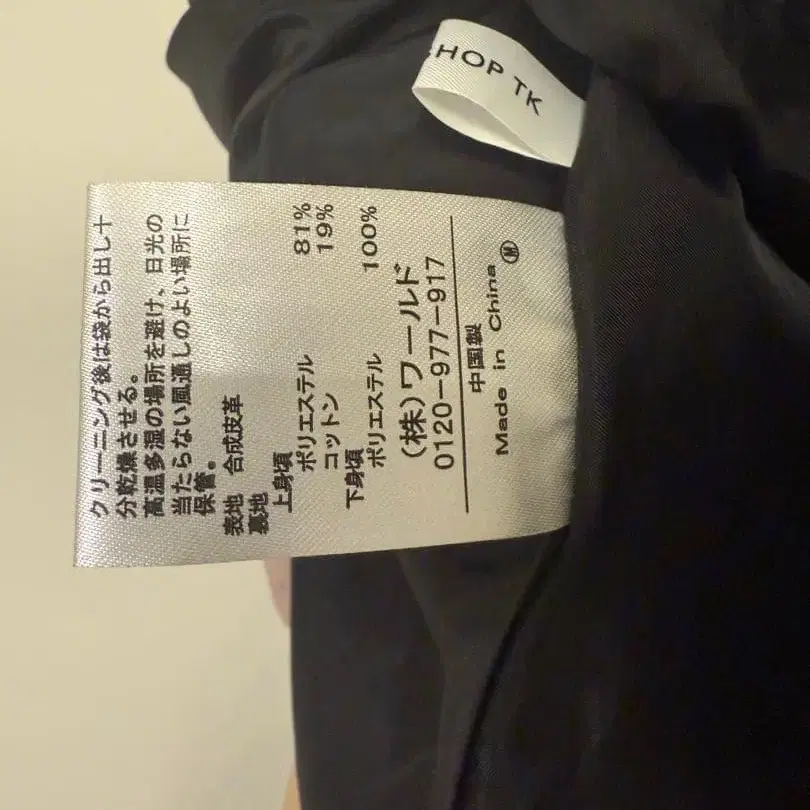 HOP TK
クリーニング後は袋から出し十
分乾燥させる。
高温多湿の場所を避け、日光の
当たらない風通しのよい場所に
保管。
表地 合成皮革
裏地
上身頃
ポリエステル 81%
コットン 19%
下身頃
ポリエステル 100%
(株)ワールド
0120-977-917
中国製
Made in China
M